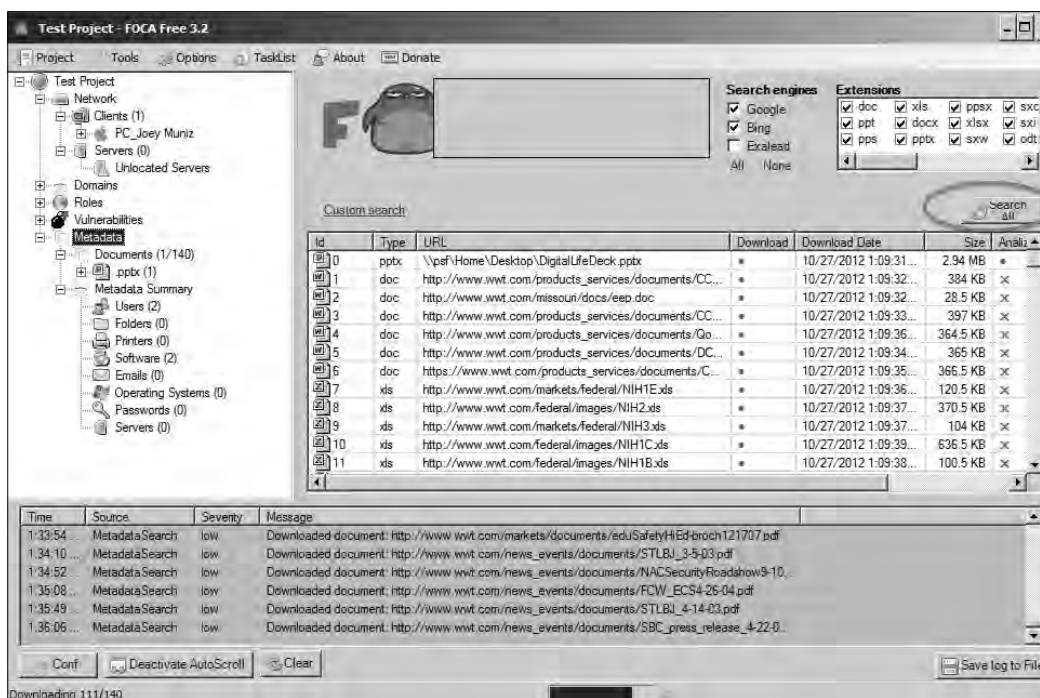 Test Project - FOCA Free 3.2
Project Tools Options TaskList About Donate
Test Project
Network
Clients (1)
PC_Joey Muniz
Servers (0)
Unlocated Servers
Domains
Roles
Vulnerabilities
Metadata
Documents (1/140)
.pptx (1)
Metadata Summary
Users (2)
Folders (0)
Printers (0)
Software (2)
Emails (0)
Operating Systems (0)
Passwords (0)
Servers (0)
F
Search engines
Google
Bing
Exalead
All None
Extensions
doc xls ppsx sxc
ppt docx xlsx sxi
pps pptx sxw odt
Custom search
Search All
Id Type URL Download Download Date Size Analiz
0 pptx \\psf\Home\Desktop\DigitalLifeDeck.pptx 10/27/2012 1:09:31... 2.94 MB
1 doc http://www.wwt.com/products_services/documents/CC... 10/27/2012 1:09:32... 384 KB ×
2 doc http://www.wwt.com/missouri/docs/eep.doc 10/27/2012 1:09:32... 28.5 KB ×
3 doc http://www.wwt.com/products_services/documents/CC... 10/27/2012 1:09:33... 397 KB ×
4 doc http://www.wwt.com/products_services/documents/Qo... 10/27/2012 1:09:36... 364.5 KB ×
5 doc http://www.wwt.com/products_services/documents/DC... 10/27/2012 1:09:34... 365 KB ×
6 doc https://www.wwt.com/products_services/documents/C... 10/27/2012 1:09:35... 366.5 KB ×
7 xls http://www.wwt.com/markets/federal/NIH1E.xls 10/27/2012 1:09:36... 120.5 KB ×
8 xls http://www.wwt.com/federal/images/NIH2.xls 10/27/2012 1:09:37... 370.5 KB ×
9 xls http://www.wwt.com/markets/federal/NIH3.xls 10/27/2012 1:09:37... 104 KB ×
10 xls http://www.wwt.com/federal/images/NIH1C.xls 10/27/2012 1:09:39... 636.5 KB ×
11 xls http://www.wwt.com/federal/images/NIH1B.xls 10/27/2012 1:09:38... 100.5 KB ×
Time Source Severity Message
1:33:54 ... MetadataSearch low Downloaded document: http://www.wwt.com/markets/documents/eduSafetyHiEd-broch121707.pdf
1:34:10 ... MetadataSearch low Downloaded document: http://www.wwt.com/news_events/documents/STLBJ_3-5-03.pdf
1:34:52 ... MetadataSearch low Downloaded document: http://www.wwt.com/news_events/documents/NACSecurityRoadshow9-10...
1:35:08 ... MetadataSearch low Downloaded document: http://www.wwt.com/news_events/documents/FCW_ECS4-26-04.pdf
1:35:49 ... MetadataSearch low Downloaded document: http://www.wwt.com/news_events/documents/STLBJ_4-14-03.pdf
1:36:06 ... MetadataSearch low Downloaded document: http://www.wwt.com/news_events/documents/SBC_press_release_4-22-0...
Conf Deactivate AutoScroll Clear Save log to File
Downloading 111/140